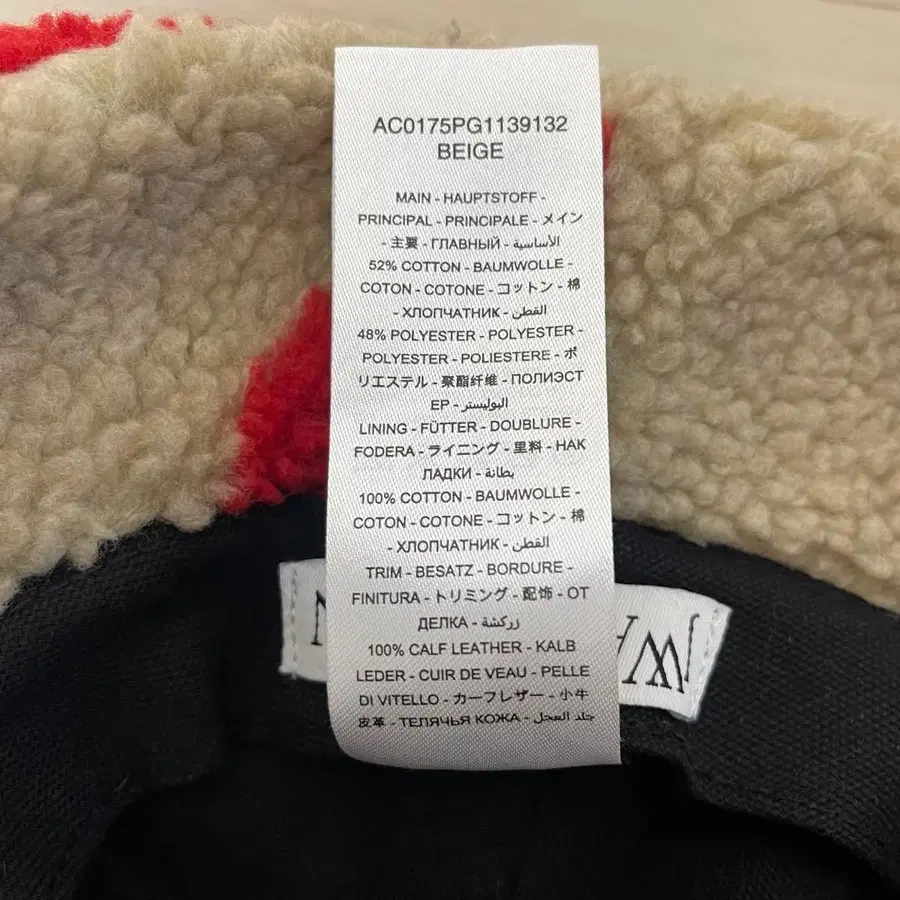 AC0175PG1139132
BEIGE
MAIN - HAUPTSTOFF -
PRINCIPAL - PRINCIPALE - メイン
- 主要 - ГЛАВНЫЙ - الأساسية
52% COTTON - BAUMWOLLE -
COTON - COTONE - コットン - 棉
- ХЛОПЧАТНИК - القطن
48% POLYESTER - POLYESTER -
POLYESTER - POLIESTERE - ポ
リエステル - 聚酯纤维 - ПОЛИЭСТ
ЕР - البوليستر
LINING - FÜTTER - DOUBLURE -
FODERA - ライニング - 里料 - НАК
ЛАДКИ - بطانة
100% COTTON - BAUMWOLLE -
COTON - COTONE - コットン - 棉
- ХЛОПЧАТНИК - القطن
TRIM - BESATZ - BORDURE -
FINITURA - トリミング - 配饰 - ОТ
ДЕЛКА - زركشة
100% CALF LEATHER - KALB
LEDER - CUIR DE VEAU - PELLE
DI VITELLO - カーフレザー - 小牛
皮革 - ТЕЛЯЧЬЯ КОЖА - جلد العجل
JWA
N